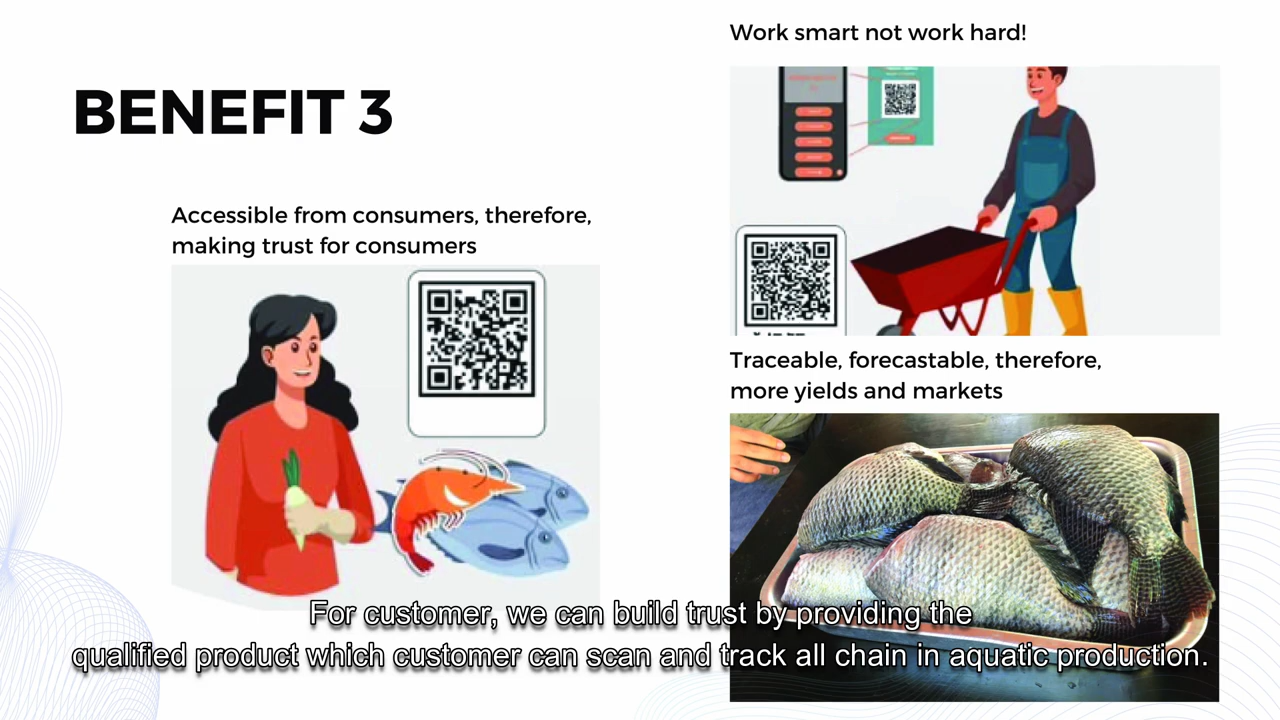 BENEFIT 3
Accessible from consumers, therefore,
making trust for consumers
Work smart not work hard!
Traceable, forecastable, therefore,
more yields and markets
For customer, we can build trust by providing the
qualified product which customer can scan and track all chain in aquatic production.